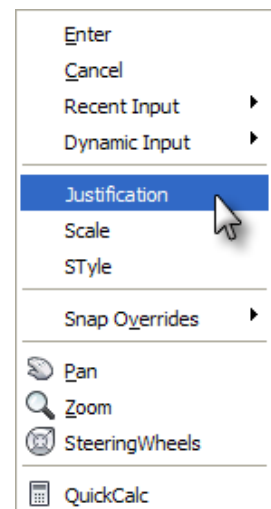 Enter
Cancel
Recent Input
Dynamic Input
Justification
Scale
STyle
Snap Overrides
Pan
Zoom
SteeringWheels
QuickCalc